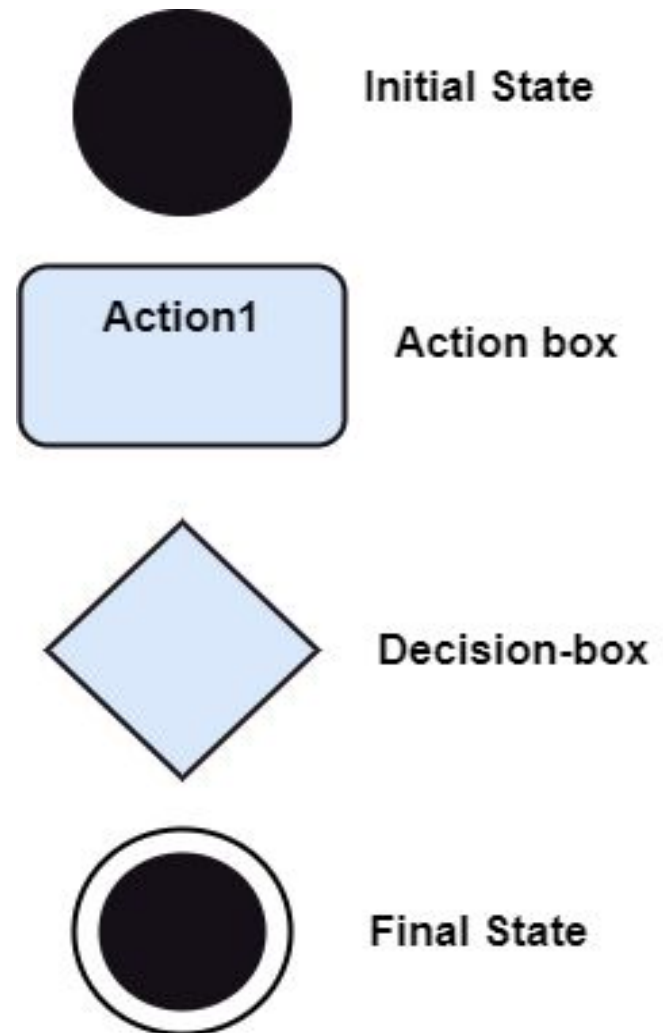 Initial State
Action1
Action box
Decision-box
Final State